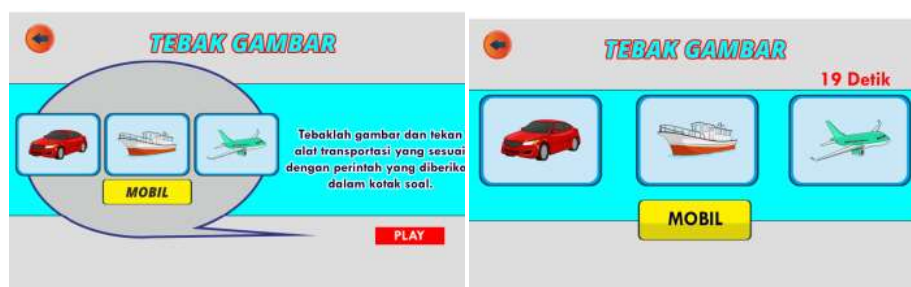 TEBAK GAMBAR
Tebaklah gambar dan tekan
alat transportasi yang sesuai
dengan perintah yang diberika
dalam kotak soal.
MOBIL
PLAY
TEBAK GAMBAR
19 Detik
MOBIL